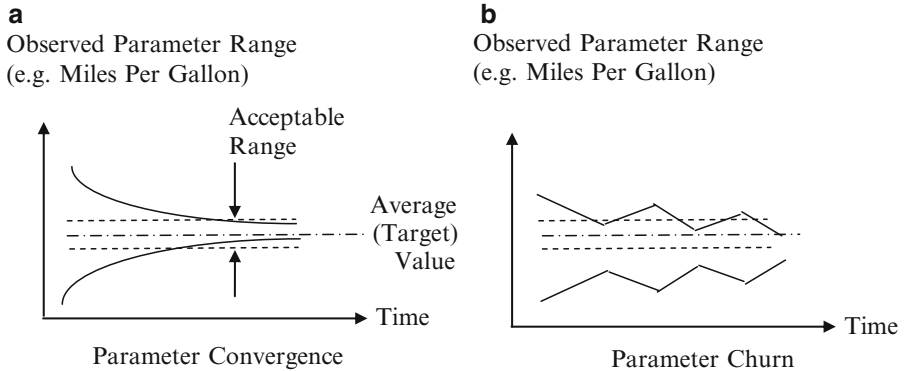 a
Observed Parameter Range
(e.g. Miles Per Gallon)
Acceptable
Range
Average
(Target)
Value
Time
Parameter Convergence
b
Observed Parameter Range
(e.g. Miles Per Gallon)
Time
Parameter Churn